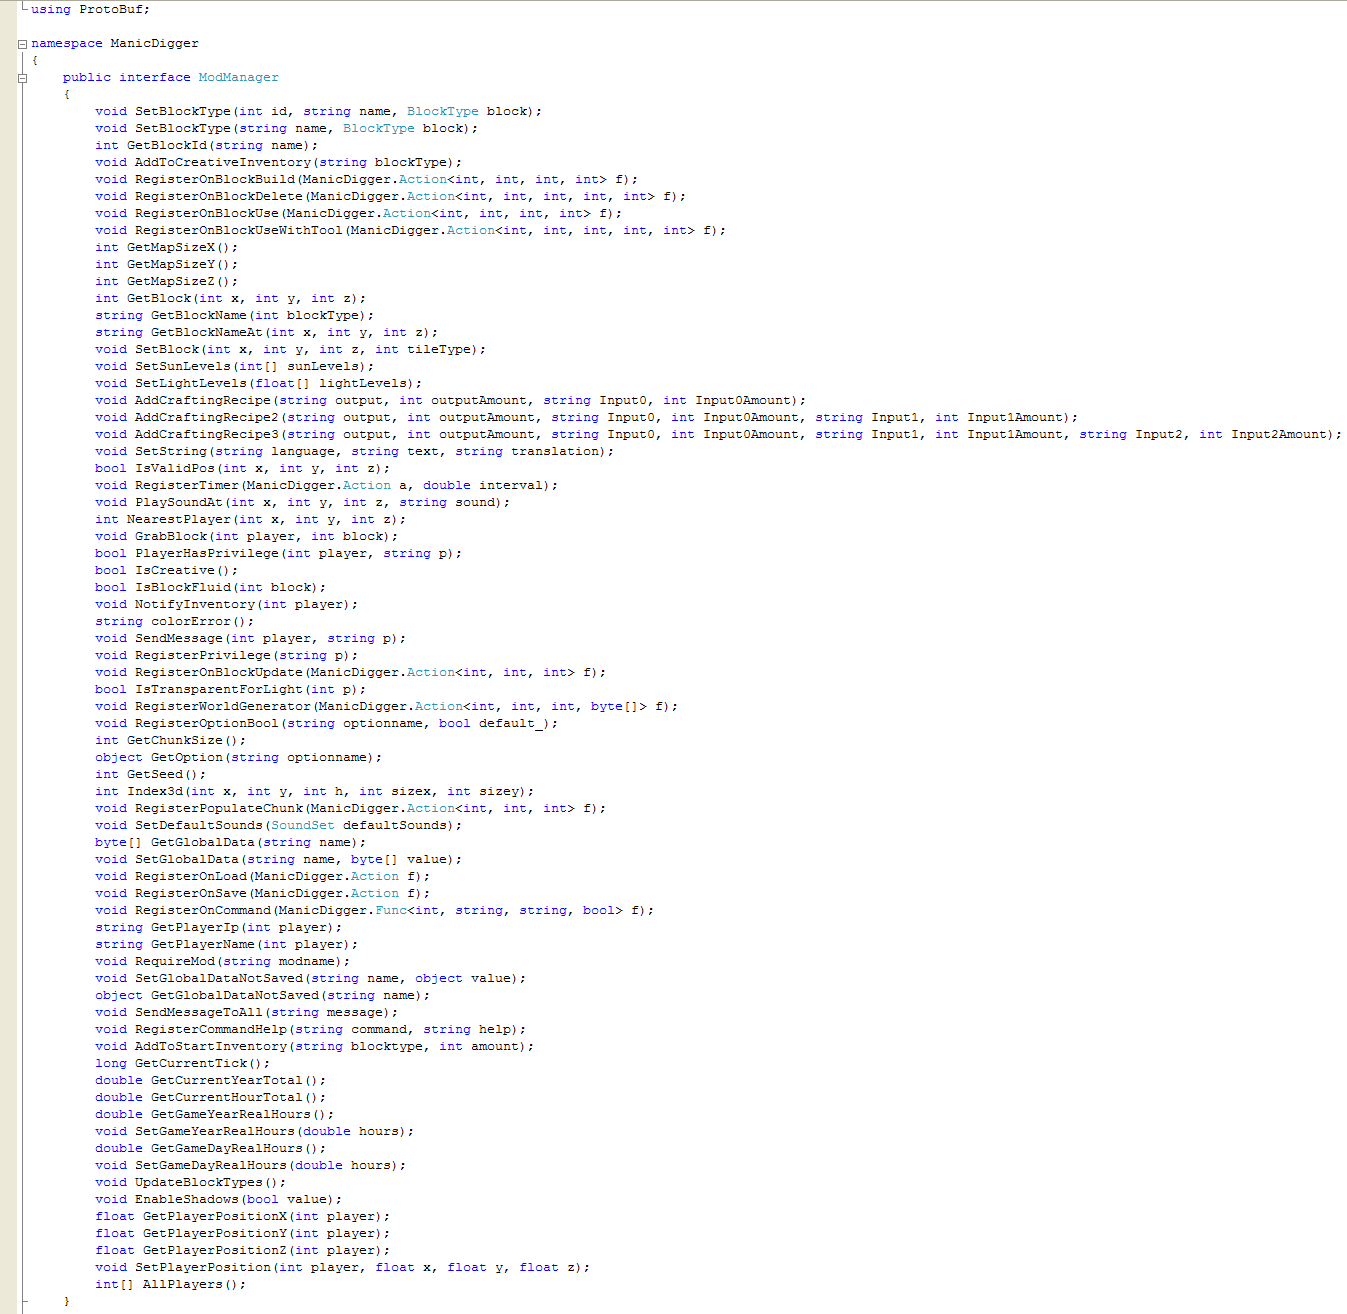 using ProtoBuf;
namespace ManicDigger
{
    public interface ModManager
    {
        void SetBlockType(int id, string name, BlockType block);
        void SetBlockType(string name, BlockType block);
        int GetBlockId(string name);
        void AddToCreativeInventory(string blockType);
        void RegisterOnBlockBuild(ManicDigger.Action<int, int, int, int> f);
        void RegisterOnBlockDelete(ManicDigger.Action<int, int, int, int, int> f);
        void RegisterOnBlockUse(ManicDigger.Action<int, int, int, int> f);
        void RegisterOnBlockUseWithTool(ManicDigger.Action<int, int, int, int, int> f);
        int GetMapSizeX();
        int GetMapSizeY();
        int GetMapSizeZ();
        int GetBlock(int x, int y, int z);
        string GetBlockName(int blockType);
        string GetBlockNameAt(int x, int y, int z);
        void SetBlock(int x, int y, int z, int tileType);
        void SetSunLevels(int[] sunLevels);
        void SetLightLevels(float[] lightLevels);
        void AddCraftingRecipe(string output, int outputAmount, string Input0, int Input0Amount);
        void AddCraftingRecipe2(string output, int outputAmount, string Input0, int Input0Amount, string Input1, int Input1Amount);
        void AddCraftingRecipe3(string output, int outputAmount, string Input0, int Input0Amount, string Input1, int Input1Amount, string Input2, int Input2Amount);
        void SetString(string language, string text, string translation);
        bool IsValidPos(int x, int y, int z);
        void RegisterTimer(ManicDigger.Action a, double interval);
        void PlaySoundAt(int x, int y, int z, string sound);
        int NearestPlayer(int x, int y, int z);
        void GrabBlock(int player, int block);
        bool PlayerHasPrivilege(int player, string p);
        bool IsCreative();
        bool IsBlockFluid(int block);
        void NotifyInventory(int player);
        string colorError();
        void SendMessage(int player, string p);
        void RegisterPrivilege(string p);
        void RegisterOnBlockUpdate(ManicDigger.Action<int, int, int> f);
        bool IsTransparentForLight(int p);
        void RegisterWorldGenerator(ManicDigger.Action<int, int, int, byte[]> f);
        void RegisterOptionBool(string optionname, bool default_);
        int GetChunkSize();
        object GetOption(string optionname);
        int GetSeed();
        int Index3d(int x, int y, int h, int sizex, int sizey);
        void RegisterPopulateChunk(ManicDigger.Action<int, int, int> f);
        void SetDefaultSounds(SoundSet defaultSounds);
        byte[] GetGlobalData(string name);
        void SetGlobalData(string name, byte[] value);
        void RegisterOnLoad(ManicDigger.Action f);
        void RegisterOnSave(ManicDigger.Action f);
        void RegisterOnCommand(ManicDigger.Func<int, string, string, bool> f);
        string GetPlayerIp(int player);
        string GetPlayerName(int player);
        void RequireMod(string modname);
        void SetGlobalDataNotSaved(string name, object value);
        object GetGlobalDataNotSaved(string name);
        void SendMessageToAll(string message);
        void RegisterCommandHelp(string command, string help);
        void AddToStartInventory(string blocktype, int amount);
        long GetCurrentTick();
        double GetCurrentYearTotal();
        double GetCurrentHourTotal();
        double GetGameYearRealHours();
        void SetGameYearRealHours(double hours);
        double GetGameDayRealHours();
        void SetGameDayRealHours(double hours);
        void UpdateBlockTypes();
        void EnableShadows(bool value);
        float GetPlayerPositionX(int player);
        float GetPlayerPositionY(int player);
        float GetPlayerPositionZ(int player);
        void SetPlayerPosition(int player, float x, float y, float z);
        int[] AllPlayers();
    }